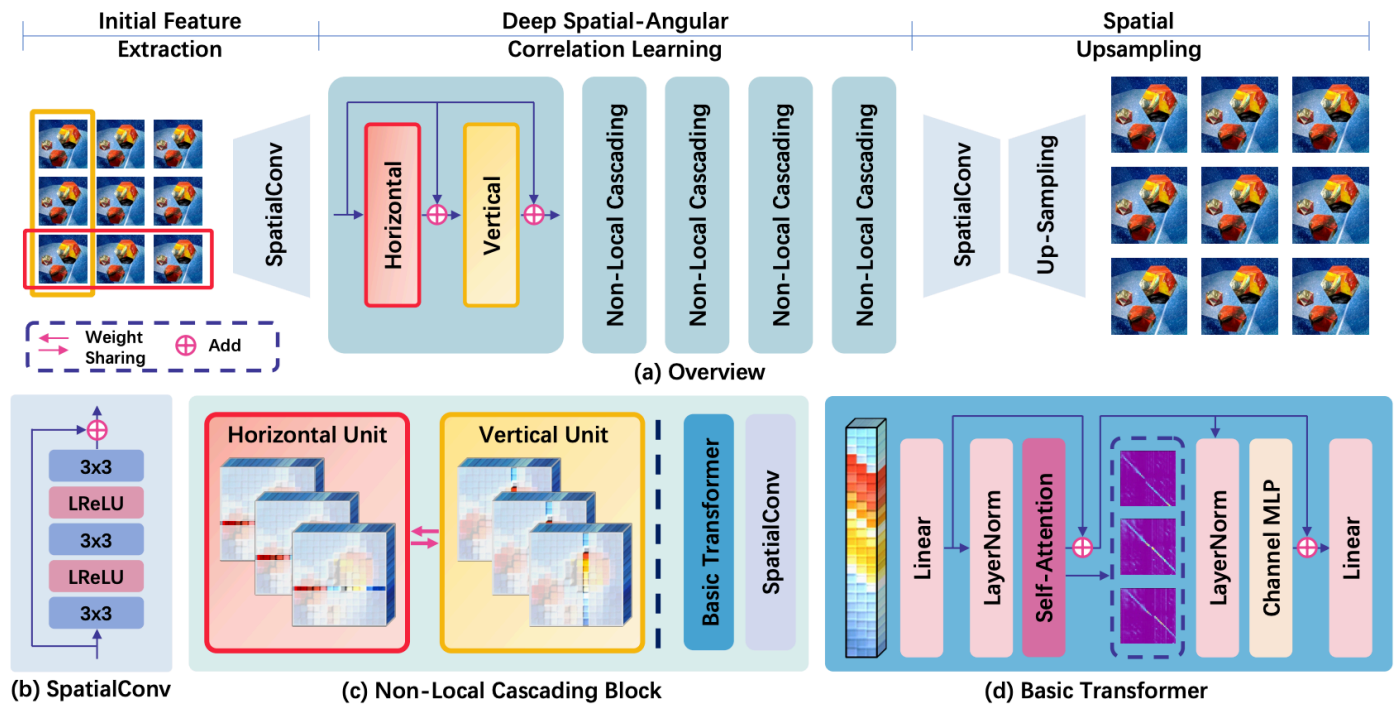 Initial Feature
Extraction
Deep Spatial-Angular
Correlation Learning
Spatial
Upsampling
SpatialConv
Horizontal
Vertical
Non-Local Cascading
Non-Local Cascading
Non-Local Cascading
Non-Local Cascading
SpatialConv
Up-Sampling
Weight
Sharing
Add
(a) Overview
3x3
LReLU
3x3
LReLU
3x3
(b) SpatialConv
Horizontal Unit
Vertical Unit
Basic Transformer
SpatialConv
(c) Non-Local Cascading Block
Linear
LayerNorm
Self-Attention
LayerNorm
Channel MLP
Linear
(d) Basic Transformer